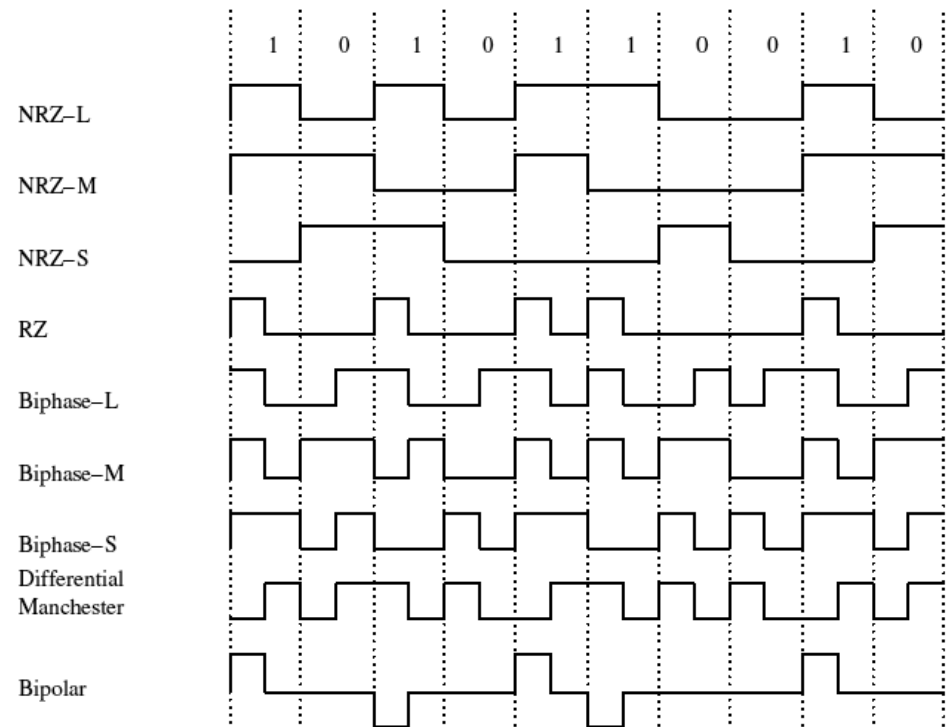 1 0 1 0 1 1 0 0 1 0
NRZ–L
NRZ–M
NRZ–S
RZ
Biphase–L
Biphase–M
Biphase–S
Differential
Manchester
Bipolar